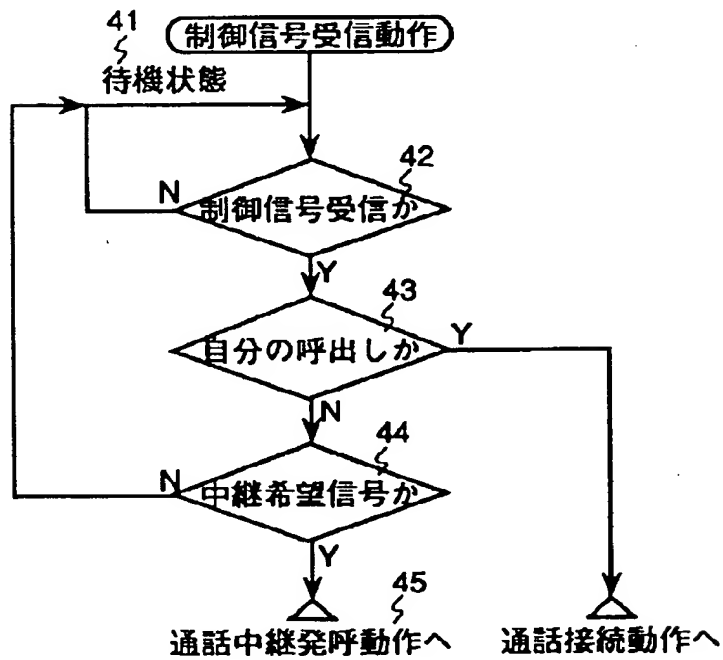 41
制御信号受信動作
待機状態
42
N
制御信号受信か
Y
43
自分の呼出しか
Y
N
44
N
中継希望信号か
Y
45
通話中継発呼動作へ
通話接続動作へ